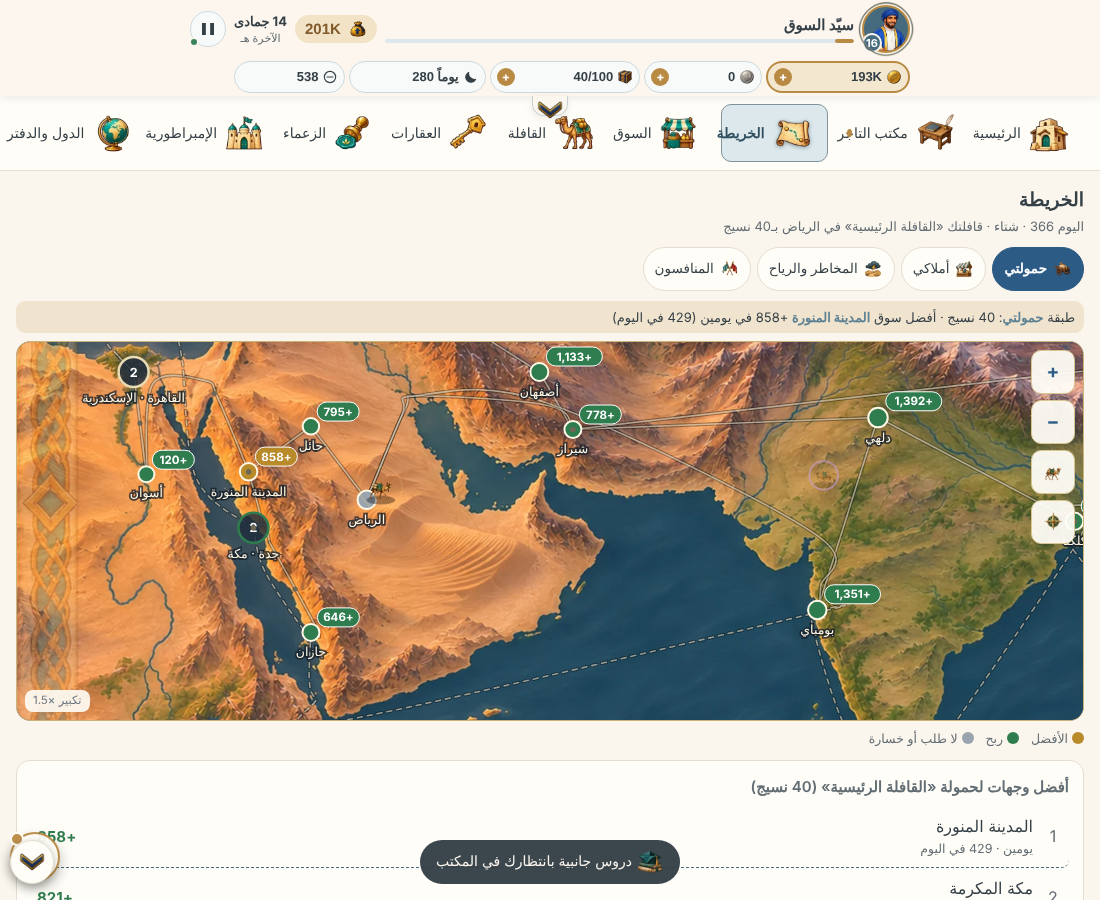 سيّد السوق
16
201K
14 جمادى
الآخرة هـ
193K
0
40/100
280 يوماً
538
الرئيسية
مكتب التاجر
الخريطة
السوق
القافلة
العقارات
الزعماء
الإمبراطورية
الدول والدفتر
الخريطة
اليوم 366 · شتاء · قافلتك «القافلة الرئيسية» في الرياض بـ40 نسيج
حمولتي
أملاكي
المخاطر والرياح
المنافسون
طبقة حمولتي: 40 نسيج · أفضل سوق المدينة المنورة +858 في يومين (429 في اليوم)
+1,133
أصفهان
2
القاهرة · الإسكندرية
+1,392
دلهي
+795
حائل
+778
شيراز
+858
المدينة المنورة
+120
أسوان
الرياض
2
جدة · مكة
+1,351
بومباي
+646
جازان
+
−
تكبير ×1.5
الأفضل
ربح
لا طلب أو خسارة
أفضل وجهات لحمولة «القافلة الرئيسية» (40 نسيج)
1
المدينة المنورة
يومين · 429 في اليوم
+858
2
مكة المكرمة
+821
دروس جانبية بانتظارك في المكتب